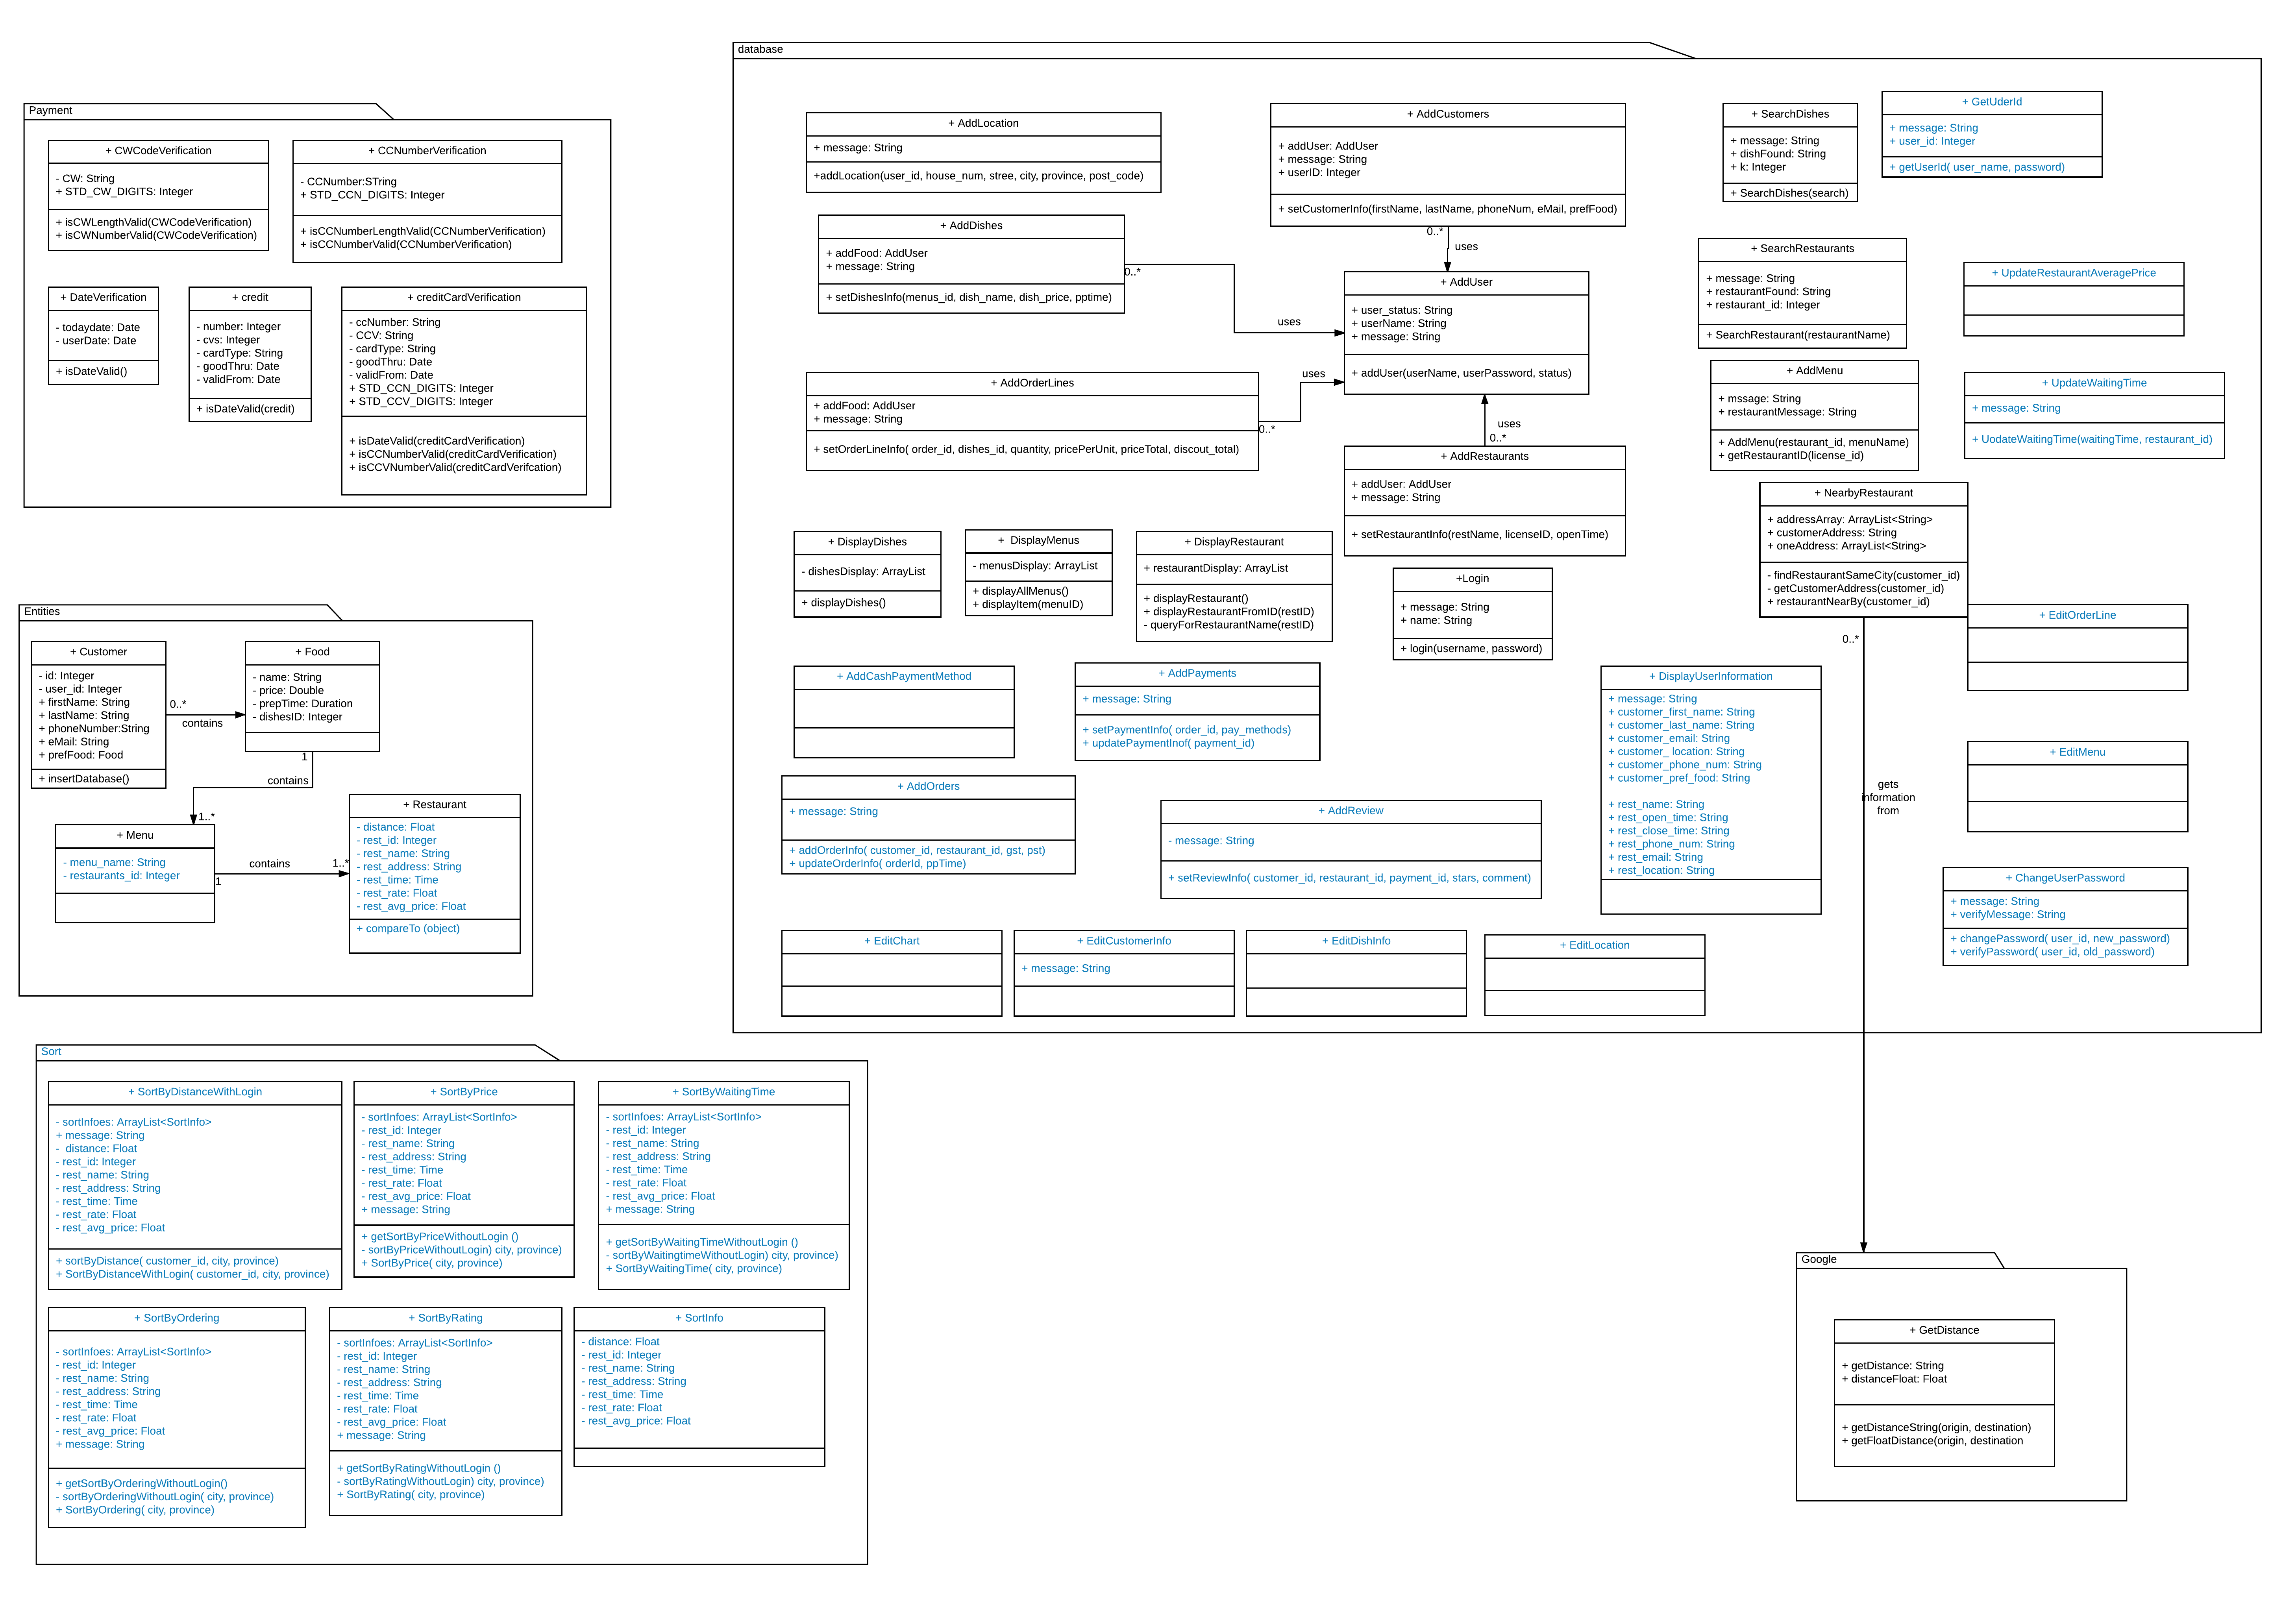 database
Payment
+ CWCodeVerification
- CW: String
+ STD_CW_DIGITS: Integer
+ isCWLengthValid(CWCodeVerification)
+ isCWNumberValid(CWCodeVerification)
+ CCNumberVerification
- CCNumber:STring
+ STD_CCN_DIGITS: Integer
+ isCCNumberLengthValid(CCNumberVerification)
+ isCCNumberValid(CCNumberVerification)
+ DateVerification
- todaydate: Date
- userDate: Date
+ isDateValid()
+ credit
- number: Integer
- cvs: Integer
- cardType: String
- goodThru: Date
- validFrom: Date
+ isDateValid(credit)
+ creditCardVerification
- ccNumber: String
- CCV: String
- cardType: String
- goodThru: Date
- validFrom: Date
+ STD_CCN_DIGITS: Integer
+ STD_CCV_DIGITS: Integer
+ isDateValid(creditCardVerification)
+ isCCNumberValid(creditCardVerification)
+ isCCVNumberValid(creditCardVerifcation)
+ AddLocation
+ message: String
+addLocation(user_id, house_num, stree, city, province, post_code)
+ AddCustomers
+ addUser: AddUser
+ message: String
+ userID: Integer
+ setCustomerInfo(firstName, lastName, phoneNum, eMail, prefFood)
0..*
uses
+ SearchDishes
+ message: String
+ dishFound: String
+ k: Integer
+ SearchDishes(search)
+ GetUderId
+ message: String
+ user_id: Integer
+ getUserId( user_name, password)
+ AddDishes
+ addFood: AddUser
+ message: String
+ setDishesInfo(menus_id, dish_name, dish_price, pptime)
0..*
uses
+ AddUser
+ user_status: String
+ userName: String
+ message: String
+ addUser(userName, userPassword, status)
+ SearchRestaurants
+ message: String
+ restaurantFound: String
+ restaurant_id: Integer
+ SearchRestaurant(restaurantName)
+ UpdateRestaurantAveragePrice
+ AddOrderLines
+ addFood: AddUser
+ message: String
+ setOrderLineInfo( order_id, dishes_id, quantity, pricePerUnit, priceTotal, discout_total)
uses
0..*
uses
0..*
+ AddRestaurants
+ addUser: AddUser
+ message: String
+ setRestaurantInfo(restName, licenseID, openTime)
+ AddMenu
+ mssage: String
+ restaurantMessage: String
+ AddMenu(restaurant_id, menuName)
+ getRestaurantID(license_id)
+ UpdateWaitingTime
+ message: String
+ UodateWaitingTime(waitingTime, restaurant_id)
+ NearbyRestaurant
+ addressArray: ArrayList<String>
+ customerAddress: String
+ oneAddress: ArrayList<String>
- findRestaurantSameCity(customer_id)
- getCustomerAddress(customer_id)
+ restaurantNearBy(customer_id)
0..*
gets
information
from
+ DisplayDishes
- dishesDisplay: ArrayList
+ displayDishes()
+  DisplayMenus
- menusDisplay: ArrayList
+ displayAllMenus()
+ displayItem(menuID)
+ DisplayRestaurant
+ restaurantDisplay: ArrayList
+ displayRestaurant()
+ displayRestaurantFromID(restID)
- queryForRestaurantName(restID)
+Login
+ message: String
+ name: String
+ login(username, password)
+ EditOrderLine
+ AddCashPaymentMethod
+ AddPayments
+ message: String
+ setPaymentInfo( order_id, pay_methods)
+ updatePaymentInof( payment_id)
+ DisplayUserInformation
+ message: String
+ customer_first_name: String
+ customer_last_name: String
+ customer_email: String
+ customer_ location: String
+ customer_phone_num: String
+ customer_pref_food: String
+ rest_name: String
+ rest_open_time: String
+ rest_close_time: String
+ rest_phone_num: String
+ rest_email: String
+ rest_location: String
+ EditMenu
+ AddOrders
+ message: String
+ addOrderInfo( customer_id, restaurant_id, gst, pst)
+ updateOrderInfo( orderId, ppTime)
+ AddReview
- message: String
+ setReviewInfo( customer_id, restaurant_id, payment_id, stars, comment)
+ ChangeUserPassword
+ message: String
+ verifyMessage: String
+ changePassword( user_id, new_password)
+ verifyPassword( user_id, old_password)
+ EditChart
+ EditCustomerInfo
+ message: String
+ EditDishInfo
+ EditLocation
Entities
+ Customer
- id: Integer
- user_id: Integer
+ firstName: String
+ lastName: String
+ phoneNumber:String
+ eMail: String
+ prefFood: Food
+ insertDatabase()
0..*
contains
+ Food
- name: String
- price: Double
- prepTime: Duration
- dishesID: Integer
1
contains
1..*
+ Menu
- menu_name: String
- restaurants_id: Integer
1
contains
1..*
+ Restaurant
- distance: Float
- rest_id: Integer
- rest_name: String
- rest_address: String
- rest_time: Time
- rest_rate: Float
- rest_avg_price: Float
+ compareTo (object)
Sort
+ SortByDistanceWithLogin
- sortInfoes: ArrayList<SortInfo>
+ message: String
-  distance: Float
- rest_id: Integer
- rest_name: String
- rest_address: String
- rest_time: Time
- rest_rate: Float
- rest_avg_price: Float
+ sortByDistance( customer_id, city, province)
+ SortByDistanceWithLogin( customer_id, city, province)
+ SortByPrice
- sortInfoes: ArrayList<SortInfo>
- rest_id: Integer
- rest_name: String
- rest_address: String
- rest_time: Time
- rest_rate: Float
- rest_avg_price: Float
+ message: String
+ getSortByPriceWithoutLogin ()
- sortByPriceWithoutLogin) city, province)
+ SortByPrice( city, province)
+ SortByWaitingTime
- sortInfoes: ArrayList<SortInfo>
- rest_id: Integer
- rest_name: String
- rest_address: String
- rest_time: Time
- rest_rate: Float
- rest_avg_price: Float
+ message: String
+ getSortByWaitingTimeWithoutLogin ()
- sortByWaitingtimeWithoutLogin) city, province)
+ SortByWaitingTime( city, province)
+ SortByOrdering
- sortInfoes: ArrayList<SortInfo>
- rest_id: Integer
- rest_name: String
- rest_address: String
- rest_time: Time
- rest_rate: Float
- rest_avg_price: Float
+ message: String
+ getSortByOrderingWithoutLogin()
- sortByOrderingWithoutLogin( city, province)
+ SortByOrdering( city, province)
+ SortByRating
- sortInfoes: ArrayList<SortInfo>
- rest_id: Integer
- rest_name: String
- rest_address: String
- rest_time: Time
- rest_rate: Float
- rest_avg_price: Float
+ message: String
+ getSortByRatingWithoutLogin ()
- sortByRatingWithoutLogin) city, province)
+ SortByRating( city, province)
+ SortInfo
- distance: Float
- rest_id: Integer
- rest_name: String
- rest_address: String
- rest_time: Time
- rest_rate: Float
- rest_avg_price: Float
Google
+ GetDistance
+ getDistance: String
+ distanceFloat: Float
+ getDistanceString(origin, destination)
+ getFloatDistance(origin, destination